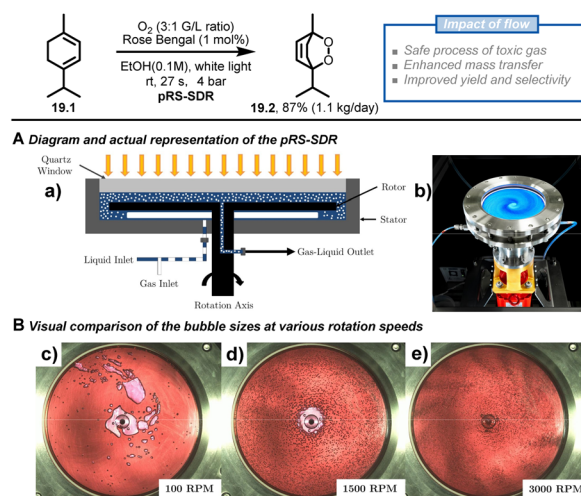 O₂ (3:1 G/L ratio)
Rose Bengal (1 mol%)
EtOH(0.1M), white light
rt, 27 s, 4 bar
pRS-SDR
O
O
19.1
19.2, 87% (1.1 kg/day)
Impact of flow
Safe process of toxic gas
Enhanced mass transfer
Improved yield and selectivity
A Diagram and actual representation of the pRS-SDR
Quartz
Window
a)
b)
Rotor
Stator
Liquid Inlet
Gas Inlet
Gas-Liquid Outlet
Rotation Axis
B Visual comparison of the bubble sizes at various rotation speeds
c)
d)
e)
100 RPM
1500 RPM
3000 RPM